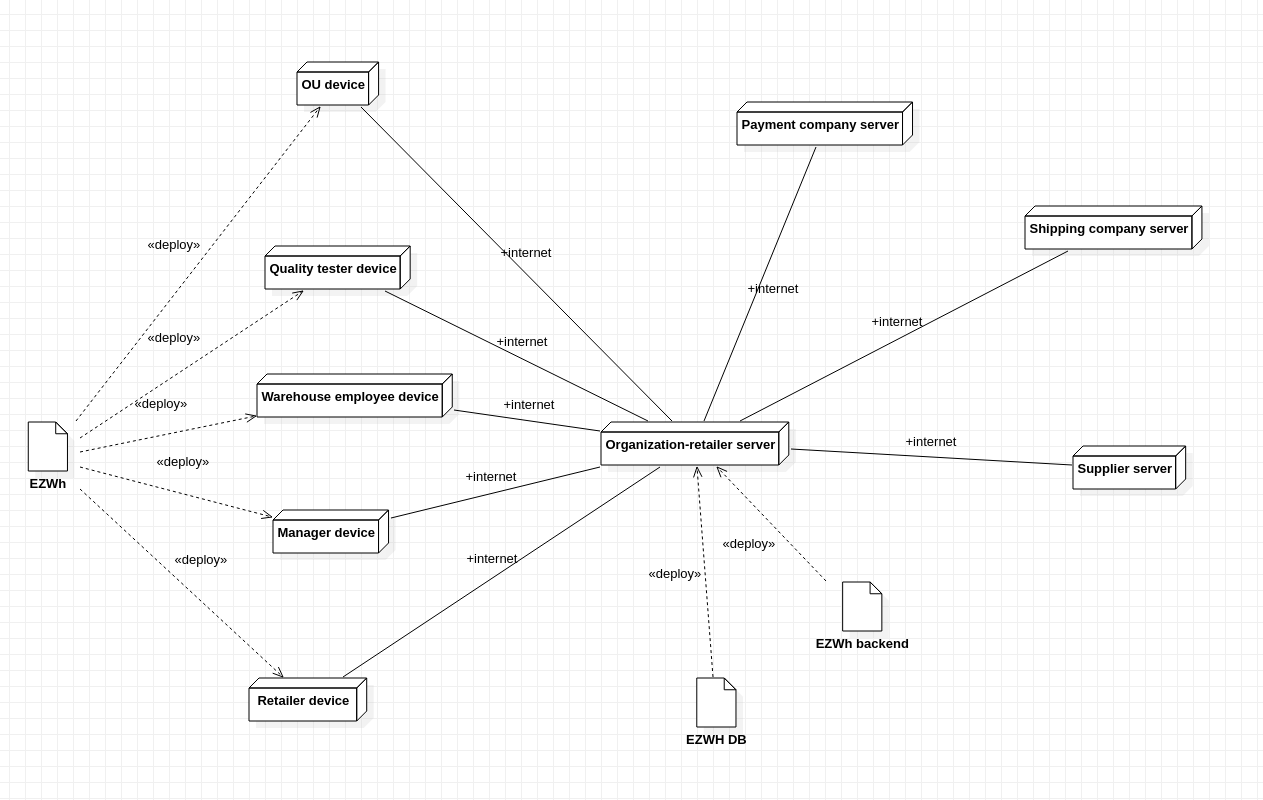 OU device
Payment company server
Shipping company server
«deploy»
+internet
Quality tester device
+internet
+internet
«deploy»
+internet
Warehouse employee device
«deploy»
+internet
Organization-retailer server
+internet
«deploy»
Supplier server
+internet
EZWh
Manager device
«deploy»
«deploy»
+internet
«deploy»
EZWh backend
Retailer device
EZWH DB